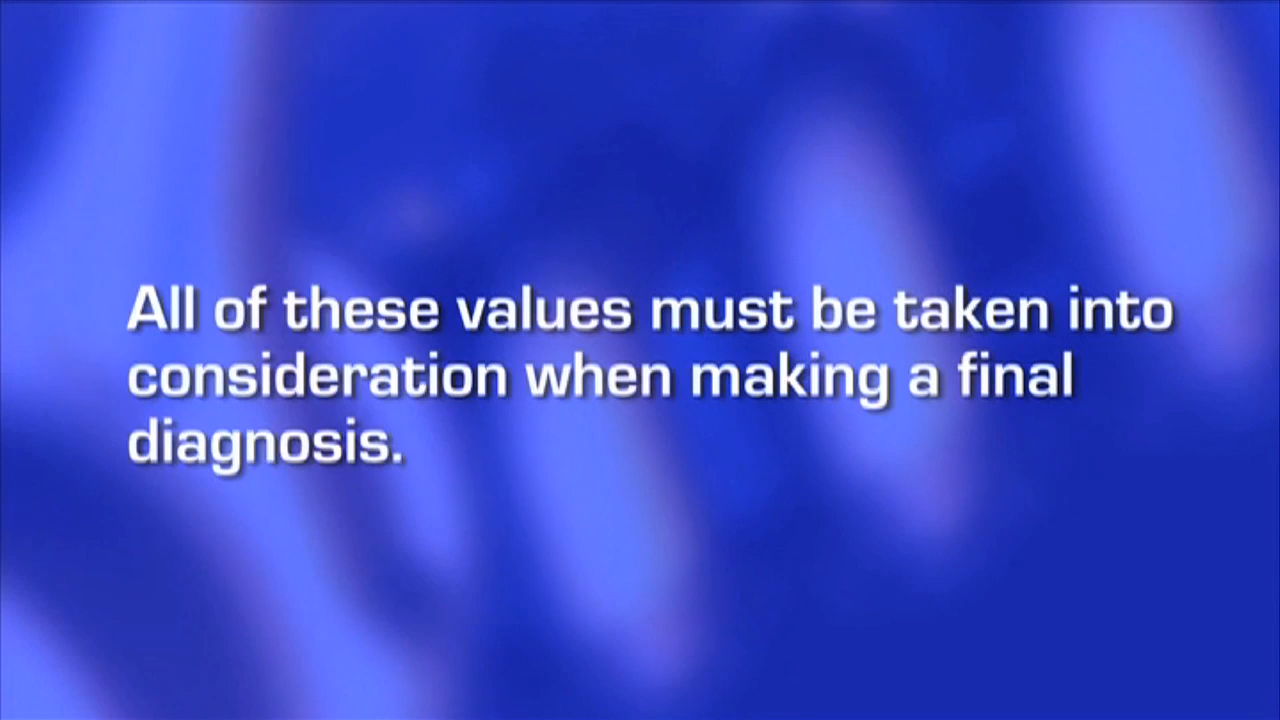 All of these values must be taken into
consideration when making a final
diagnosis.